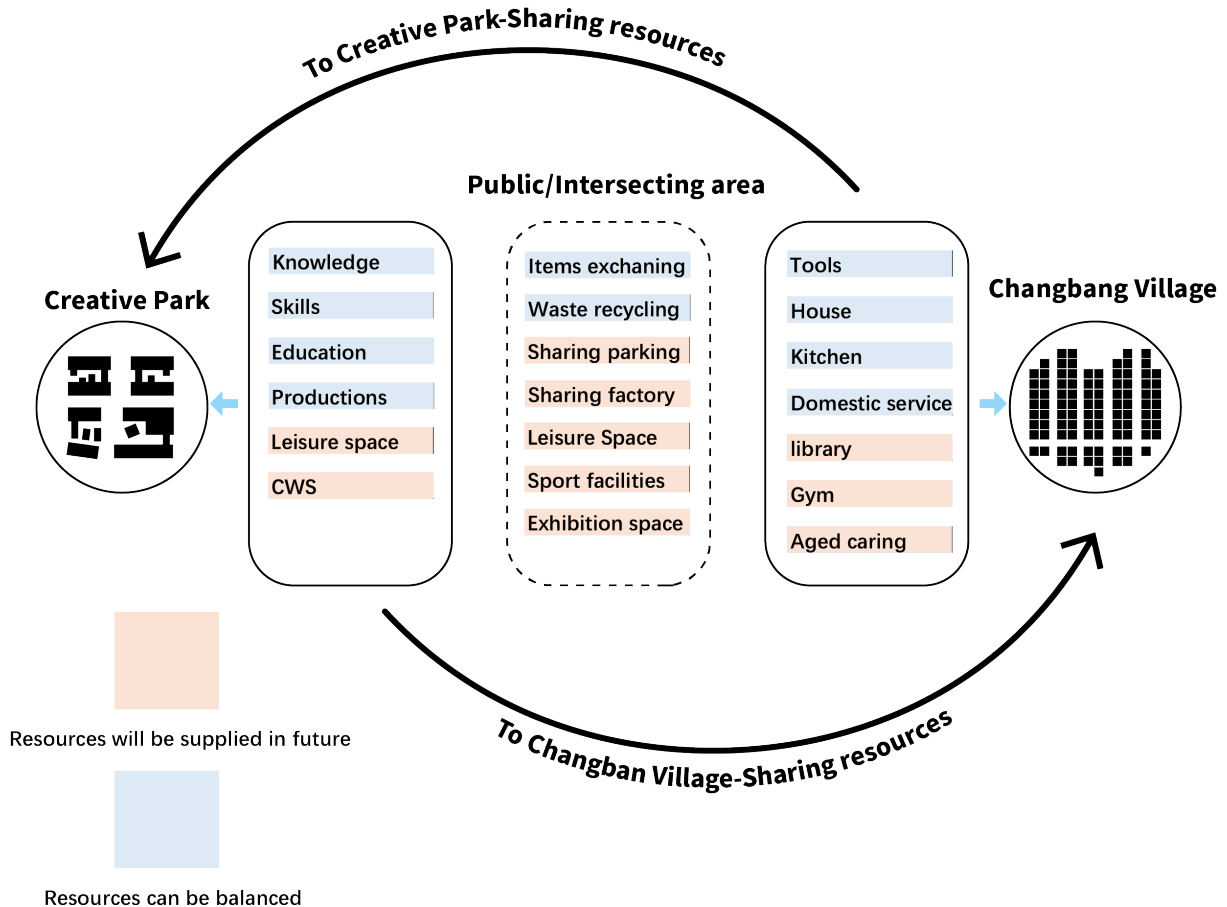 To Creative Park-Sharing resources
Public/Intersecting area
Creative Park
Knowledge
Skills
Education
Productions
Leisure space
CWS
Items exchaning
Waste recycling
Sharing parking
Sharing factory
Leisure Space
Sport facilities
Exhibition space
Tools
House
Kitchen
Domestic service
library
Gym
Aged caring
Changbang Village
To Changban Village-Sharing resources
Resources will be supplied in future
Resources can be balanced